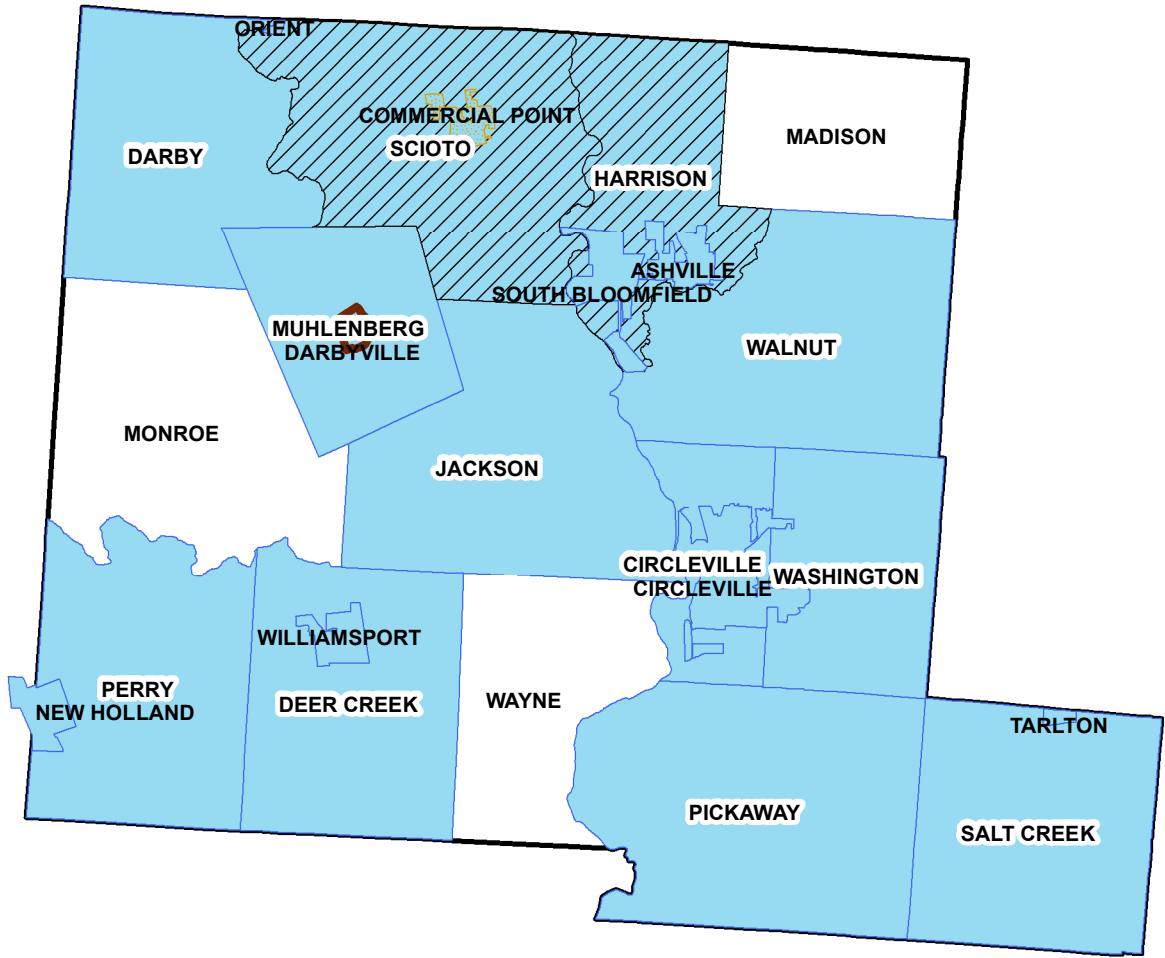 ORIENT
COMMERCIAL POINT
MADISON
SCIOTO
DARBY
HARRISON
ASHVILLE
SOUTH BLOOMFIELD
MUHLENBERG
DARBYVILLE
WALNUT
MONROE
JACKSON
CIRCLEVILLE
CIRCLEVILLE
WASHINGTON
WILLIAMSPORT
PERRY
NEW HOLLAND
DEER CREEK
WAYNE
TARLTON
PICKAWAY
SALT CREEK